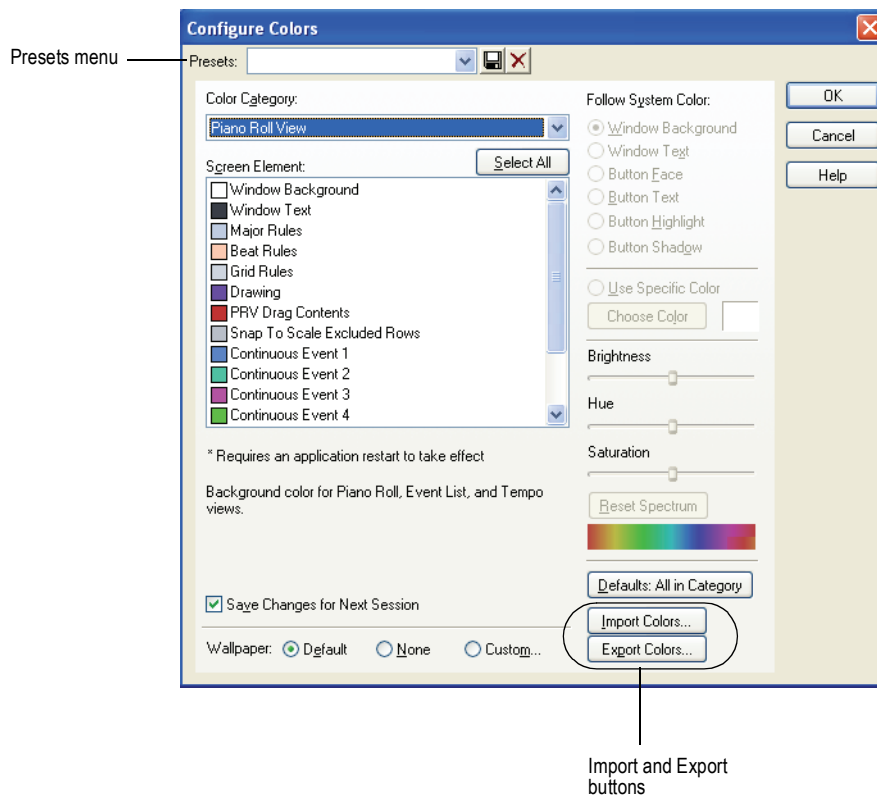 Configure Colors
Presets menu
Presets:
Color Category:
Piano Roll View
Screen Element:
Select All
Window Background
Window Text
Major Rules
Beat Rules
Grid Rules
Drawing
PRV Drag Contents
Snap To Scale Excluded Rows
Continuous Event 1
Continuous Event 2
Continuous Event 3
Continuous Event 4
* Requires an application restart to take effect
Background color for Piano Roll, Event List, and Tempo
views.
Save Changes for Next Session
Wallpaper:
Default
None
Custom...
Follow System Color:
Window Background
Window Text
Button Face
Button Text
Button Highlight
Button Shadow
Use Specific Color
Choose Color
Brightness
Hue
Saturation
Reset Spectrum
Defaults: All in Category
Import Colors...
Export Colors...
OK
Cancel
Help
Import and Export
buttons